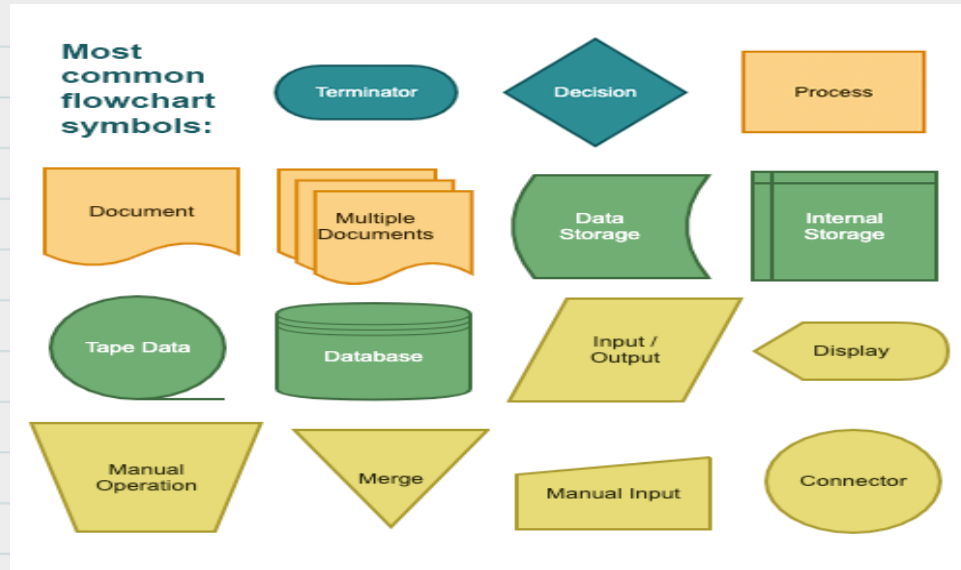 Most
common
flowchart
symbols:
Terminator
Decision
Process
Document
Multiple
Documents
Data
Storage
Internal
Storage
Tape Data
Database
Input /
Output
Display
Manual
Operation
Merge
Manual Input
Connector